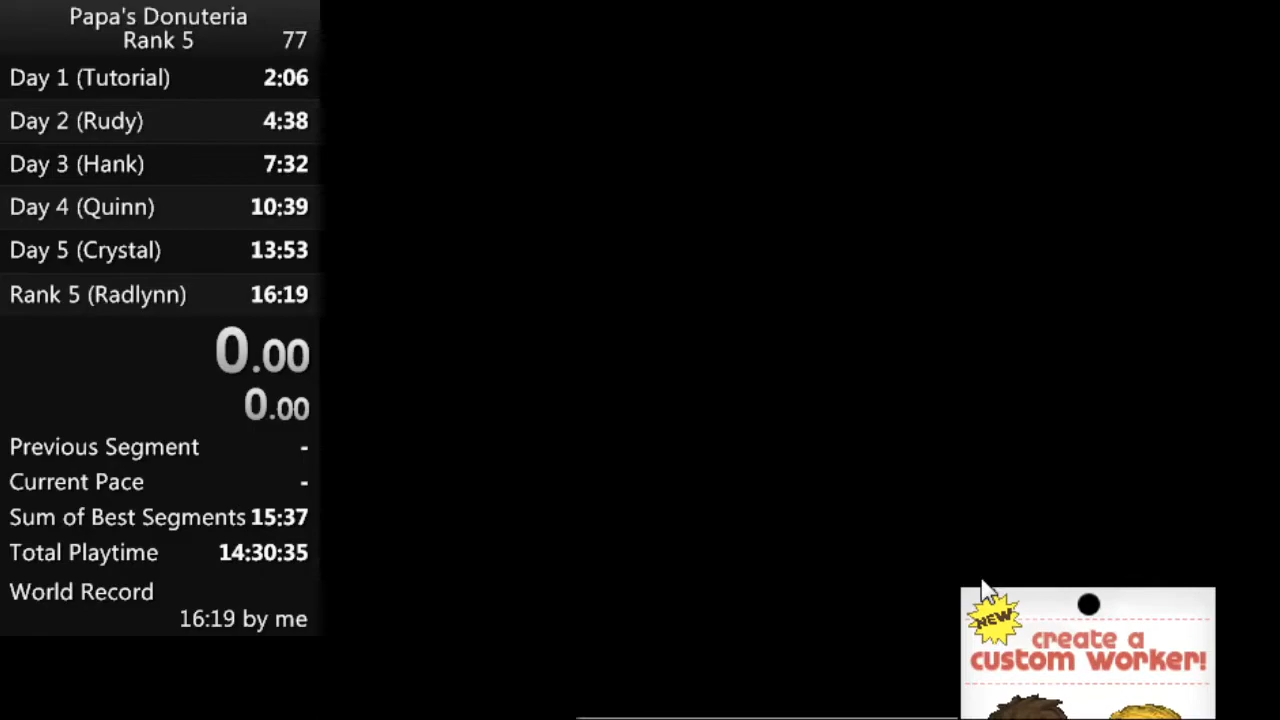 Papa's Donuteria
Rank 5 77
Day 1 (Tutorial) 2:06
Day 2 (Rudy) 4:38
Day 3 (Hank) 7:32
Day 4 (Quinn) 10:39
Day 5 (Crystal) 13:53
Rank 5 (Radlynn) 16:19
0.00
0.00
Previous Segment -
Current Pace -
Sum of Best Segments 15:37
Total Playtime 14:30:35
World Record
16:19 by me
NEW
create a
custom worker!